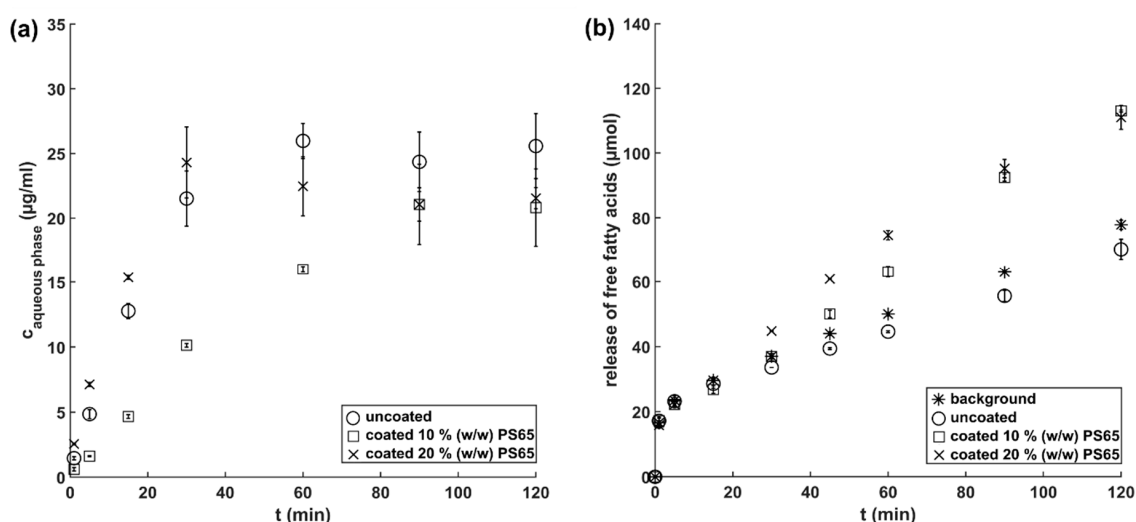 (a)
35
30
25
20
15
10
5
0
c aqueous phase (µg/ml)
0 20 40 60 80 100 120
t (min)
uncoated
coated 10 % (w/w) PS65
coated 20 % (w/w) PS65
(b)
140
120
100
80
60
40
20
0
release of free fatty acids (µmol)
0 20 40 60 80 100 120
t (min)
background
uncoated
coated 10 % (w/w) PS65
coated 20 % (w/w) PS65